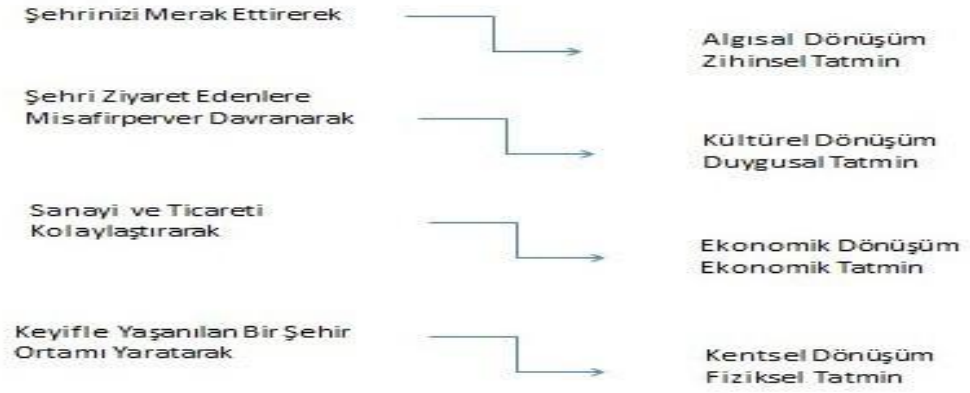 Şehrinizi Merak Ettirerek
Algısal Dönüşüm
Zihinsel Tatmin
Şehri Ziyaret Edenlere
Misafirperver Davranarak
Kültürel Dönüşüm
Duygusal Tatmin
Sanayi ve Ticareti
Kolaylaştırarak
Ekonomik Dönüşüm
Ekonomik Tatmin
Keyifle Yaşanılan Bir Şehir
Ortamı Yaratarak
Kentsel Dönüşüm
Fiziksel Tatmin